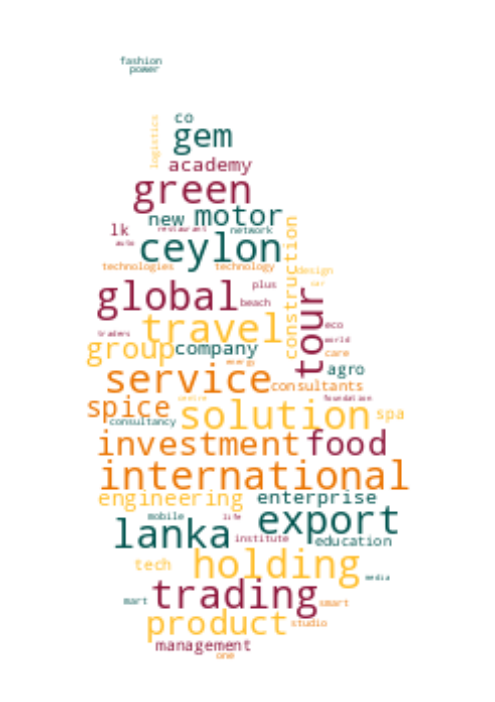 fashion
power
co
logistics
gem
academy
green
new motor
lk restaurant network
auto ceylon
construction
technologies technology design
car
plus
global beach
tour
travel eco
traders world
group company care
energy
agro
service consultants
centre foundation
spice solution spa
consultancy
investment food
international
engineering enterprise
mobile life export
lanka institute education
tech holding media
mart trading smart
product studio
management
one